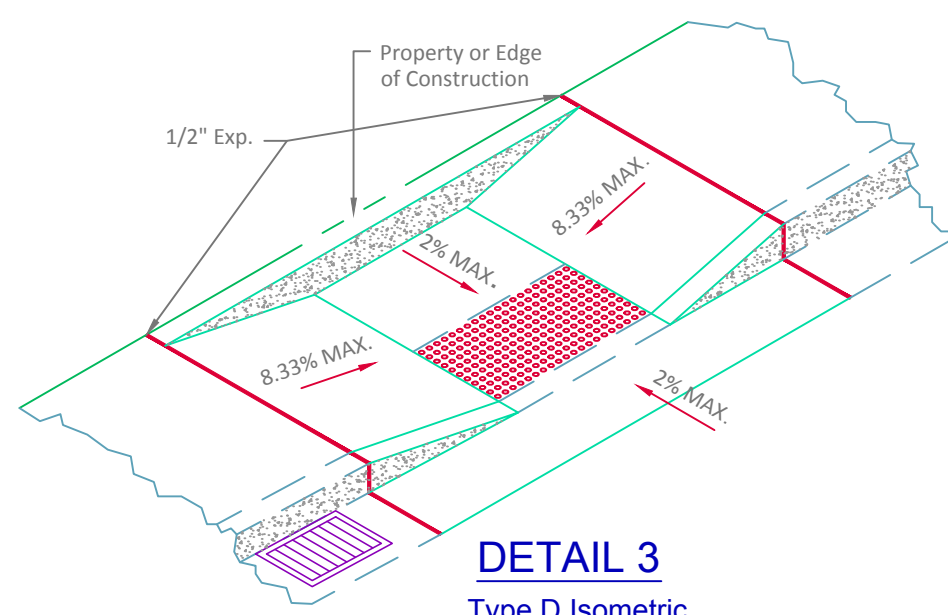 Property or Edge
of Construction
1/2" Exp.
8.33% MAX.
2% MAX.
8.33% MAX.
2% MAX.
DETAIL 3
Type D Isometric